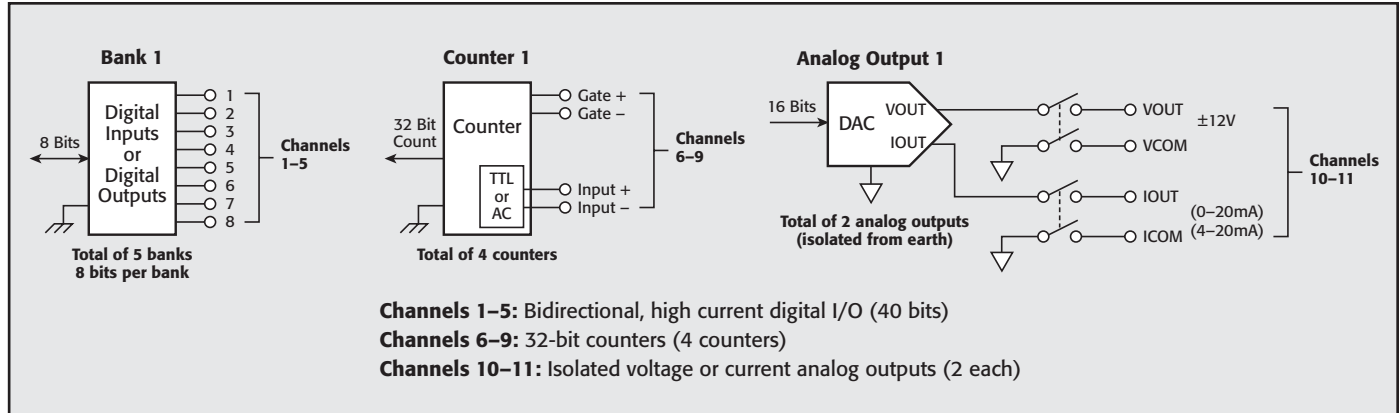 Bank 1
8 Bits
Digital
Inputs
or
Digital
Outputs
1
2
3
4
5
6
7
8
Channels
1–5
Total of 5 banks
8 bits per bank
Counter 1
32 Bit
Count
Counter
TTL
or
AC
Gate +
Gate –
Input +
Input –
Channels
6–9
Total of 4 counters
Analog Output 1
16 Bits
DAC
VOUT
IOUT
VOUT
±12V
VCOM
IOUT
(0–20mA)
ICOM
(4–20mA)
Channels
10–11
Total of 2 analog outputs
(isolated from earth)
Channels 1–5: Bidirectional, high current digital I/O (40 bits)
Channels 6–9: 32-bit counters (4 counters)
Channels 10–11: Isolated voltage or current analog outputs (2 each)